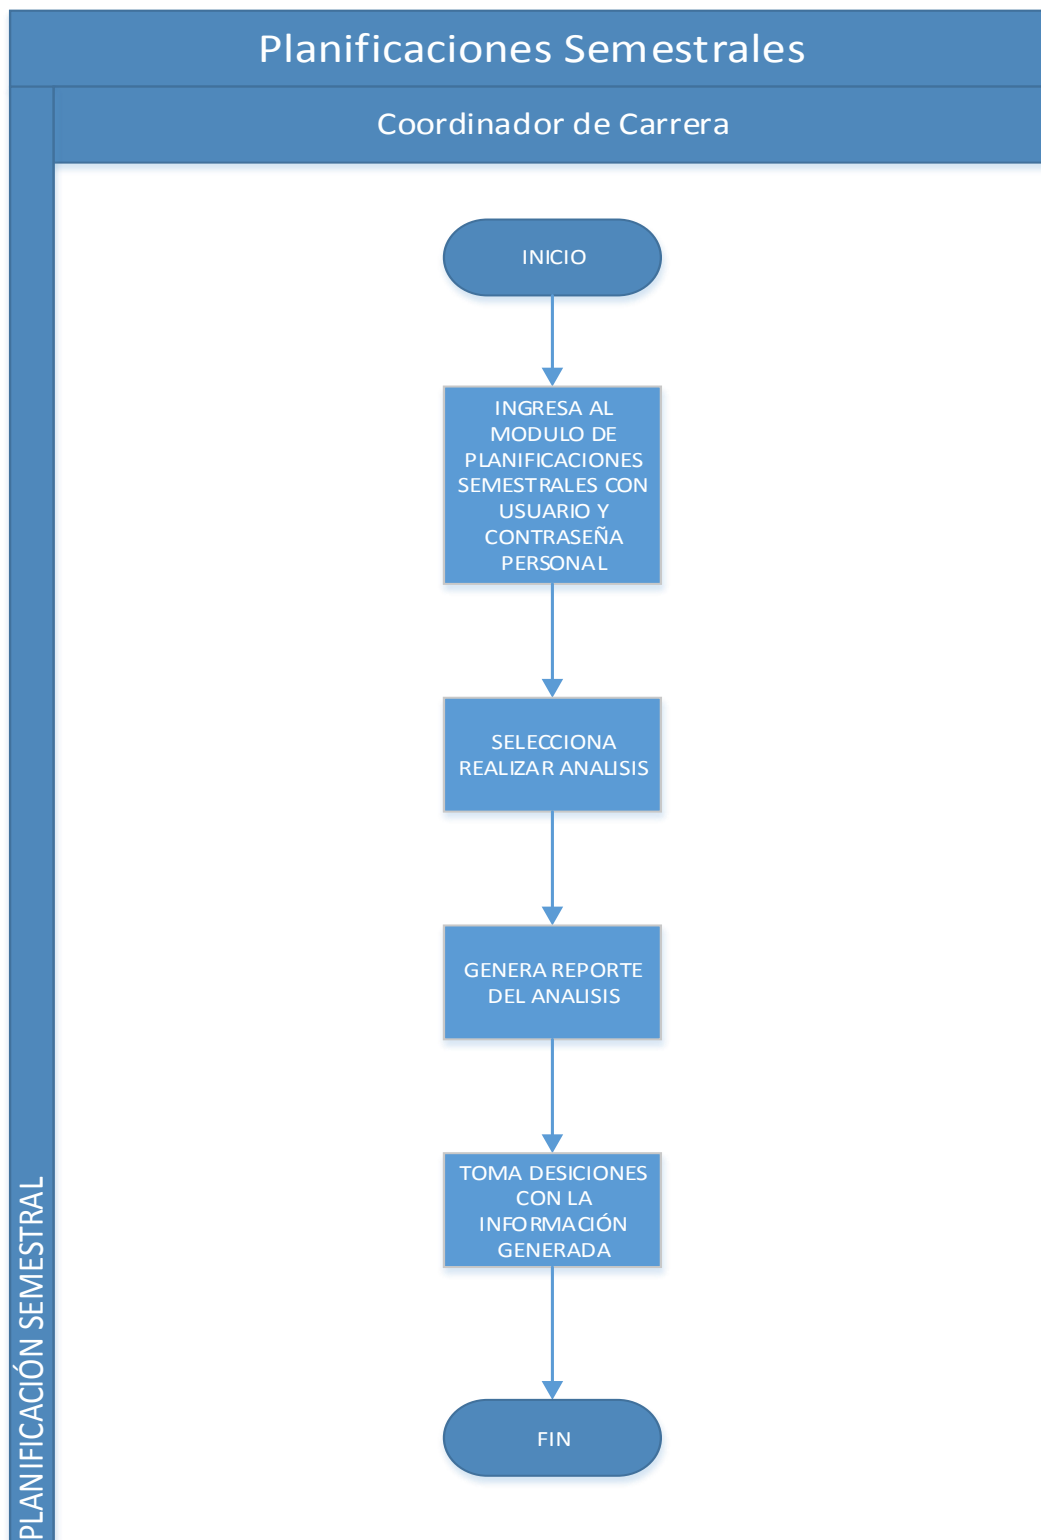 Planificaciones Semestrales
Coordinador de Carrera
INICIO
INGRESA AL
MODULO DE
PLANIFICACIONES
SEMESTRALES CON
USUARIO Y
CONTRASEÑA
PERSONAL
SELECCIONA
REALIZAR ANALISIS
GENERA REPORTE
DEL ANALISIS
TOMA DESICIONES
CON LA
INFORMACIÓN
GENERADA
FIN
PLANIFICACIÓN SEMESTRAL